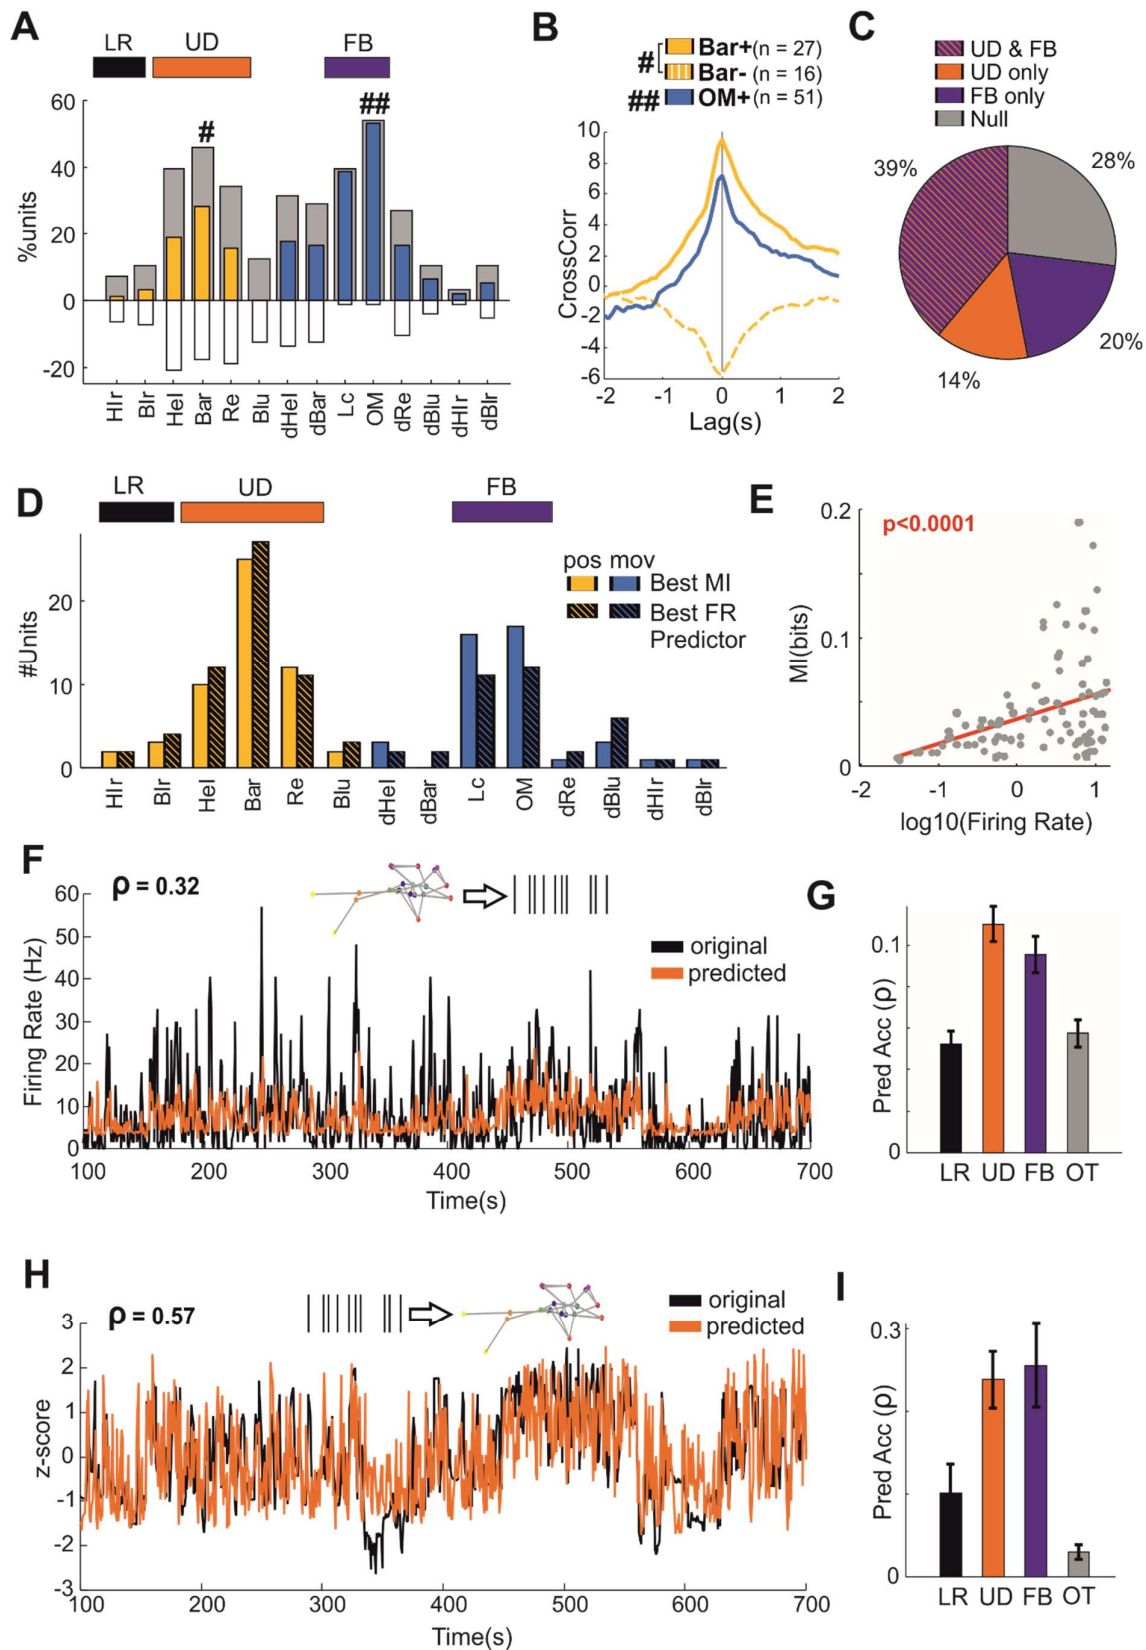 A
LR
UD
FB
60
40
20
0
-20
%units
#
##
HIr
BIr
Hel
Bar
Re
Blu
dHel
dBar
Lc
OM
dRe
dBlu
dHIr
dBIr
B
# Bar+ (n = 27)
Bar- (n = 16)
## OM+ (n = 51)
10
8
6
4
2
0
-2
-4
-6
CrossCorr
-2 -1 0 1 2
Lag(s)
C
UD & FB
UD only
FB only
Null
39%
28%
20%
14%
D
LR
UD
FB
20
10
0
#Units
pos mov
Best MI
Best FR
Predictor
HIr
BIr
Hel
Bar
Re
Blu
dHel
dBar
Lc
OM
dRe
dBlu
dHIr
dBIr
E
p<0.0001
0.2
0.1
0
MI(bits)
-2 -1 0 1
log10(Firing Rate)
F
ρ = 0.32
original
predicted
60
50
40
30
20
10
0
Firing Rate (Hz)
100 200 300 400 500 600 700
Time(s)
G
0.1
0
Pred Acc (ρ)
LR UD FB OT
H
ρ = 0.57
original
predicted
3
2
1
0
-1
-2
-3
z-score
100 200 300 400 500 600 700
Time(s)
I
0.3
0
Pred Acc (ρ)
LR UD FB OT